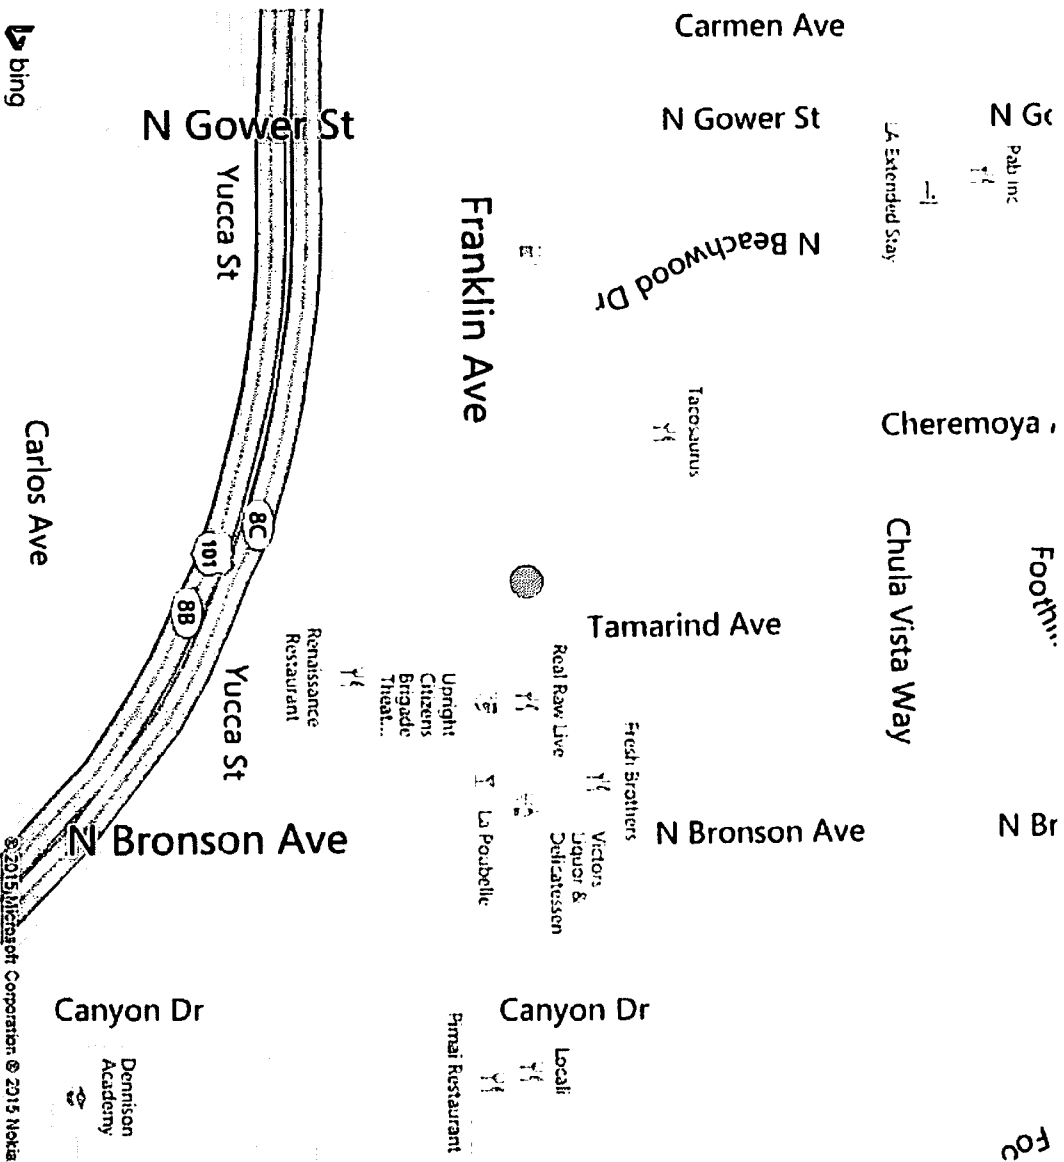 bing
Carmen Ave
N Gower St
N Gower St
N Go
Pab Inc
LA Extended Stay
Yucca St
Franklin Ave
N Beachwood Dr
Tacosaurus
Cheremoya
Carlos Ave
8C
101
8B
Chula Vista Way
Tamarind Ave
Renaissance
Restaurant
Upright
Citizens
Brigade
Theat...
Real Raw Live
Yucca St
Fresh Brothers
La Poubelle
Victors
Liquor &
Delicatessen
N Bronson Ave
N Bronson Ave
N Br
© 2015 Microsoft Corporation © 2015 Nokia
Canyon Dr
Canyon Dr
Dennison
Academy
Pimai Restaurant
Locali